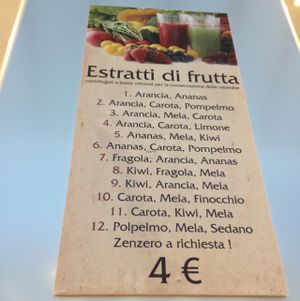 Estratti di frutta
centrifugati a bassa velocità per la conservazione delle vitamine
1. Arancia, Ananas
2. Arancia, Carota, Pompelmo
3. Arancia, Mela, Carota
4. Arancia, Carota, Limone
5. Ananas, Mela, Kiwi
6. Ananas, Carota, Pompelmo
7. Fragola, Arancia, Ananas
8. Kiwi, Fragola, Mela
9. Kiwi, Arancia, Mela
10. Carota, Mela, Finocchio
11. Carota, Kiwi, Mela
12. Polpelmo, Mela, Sedano
Zenzero a richiesta !
4 €